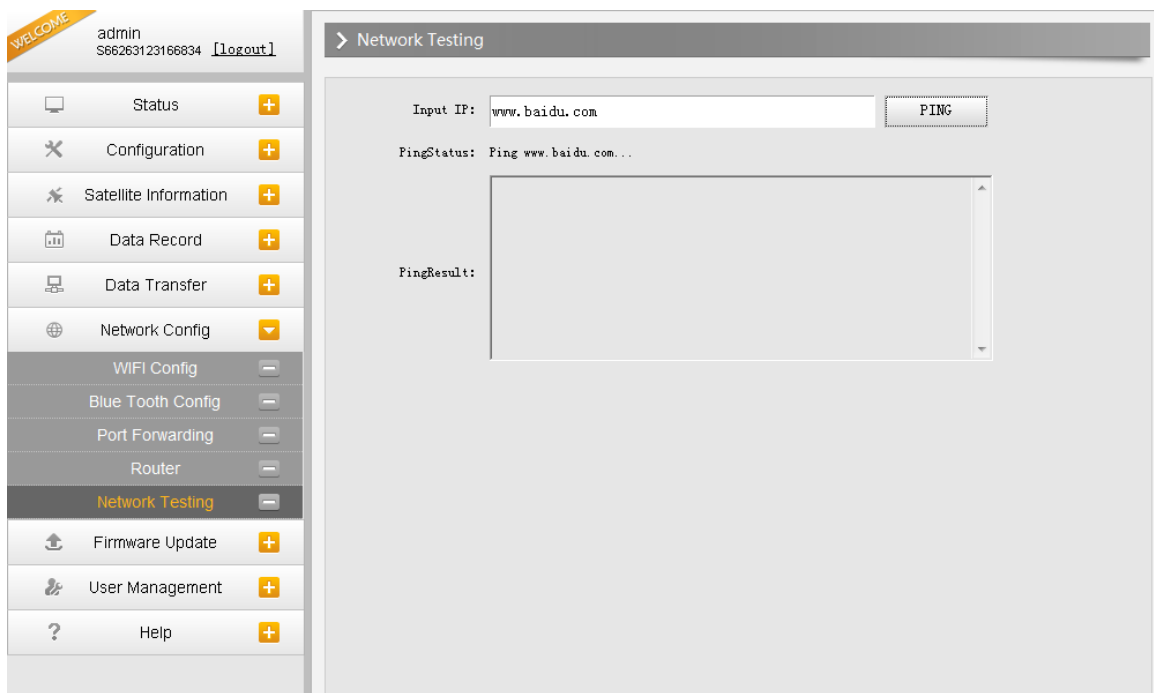 WELCOME
admin
S66263123166834 [logout]
Status
Configuration
Satellite Information
Data Record
Data Transfer
Network Config
WIFI Config
Blue Tooth Config
Port Forwarding
Router
Network Testing
Firmware Update
User Management
? Help
Network Testing
Input IP: www.baidu.com PING
PingStatus: Ping www.baidu.com...
PingResult: